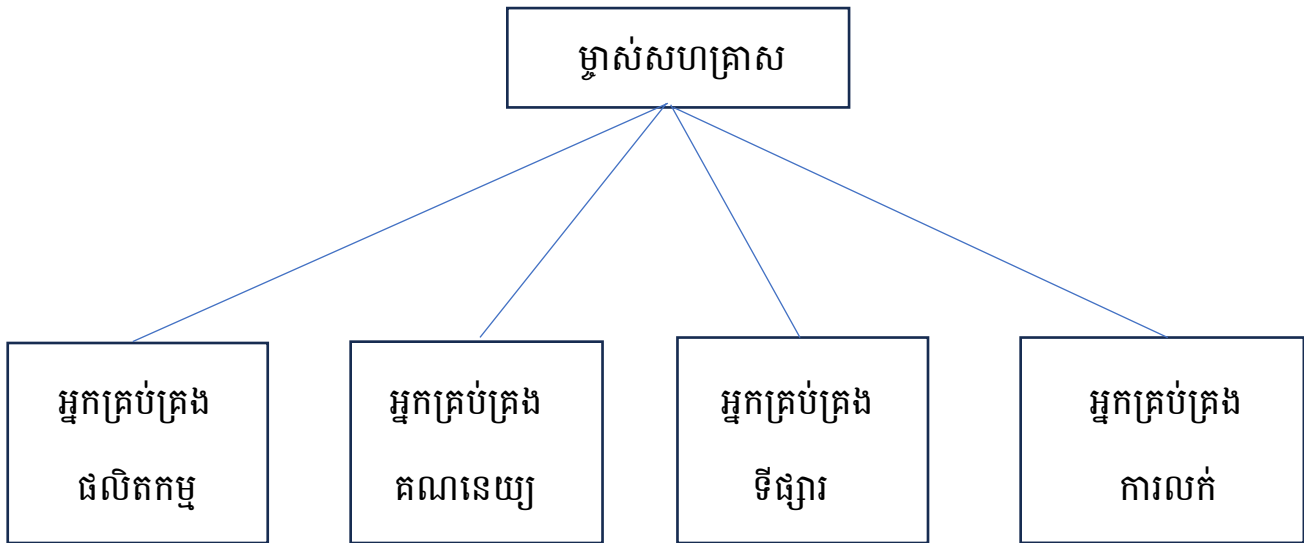 ម្ចាស់សហគ្រាស
អ្នកគ្រប់គ្រង
ផលិតកម្ម
អ្នកគ្រប់គ្រង
គណនេយ្យ
អ្នកគ្រប់គ្រង
ទីផ្សារ
អ្នកគ្រប់គ្រង
ការលក់